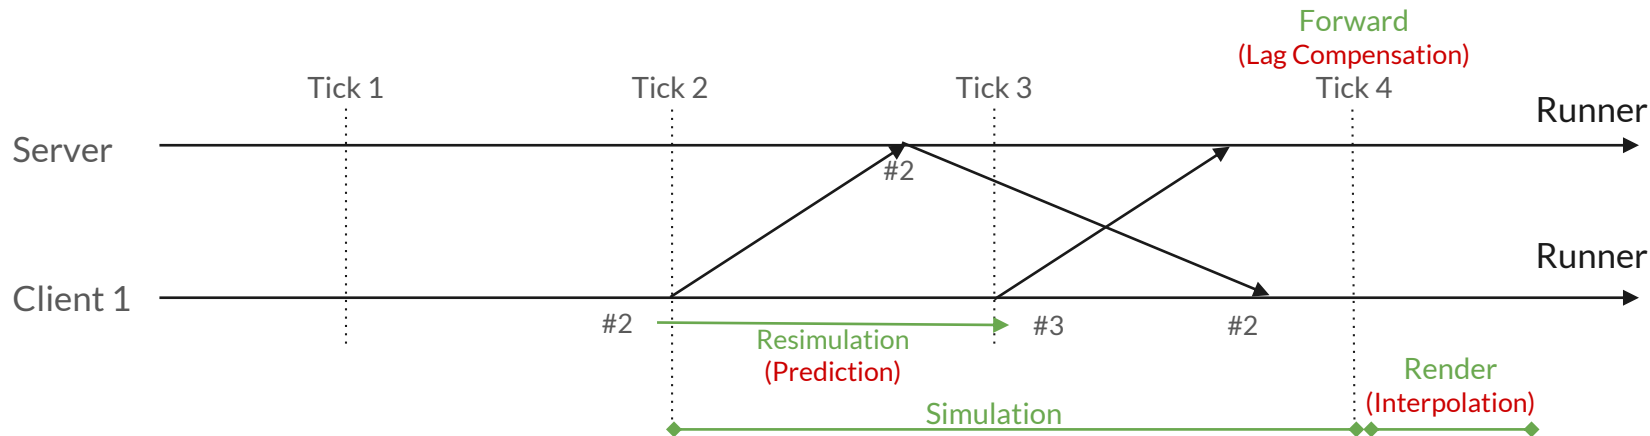 Forward
(Lag Compensation)
Tick 1
Tick 2
Tick 3
Tick 4
Runner
Server
#2
Runner
Client 1
#2
#3
#2
Resimulation
(Prediction)
Render
(Interpolation)
Simulation